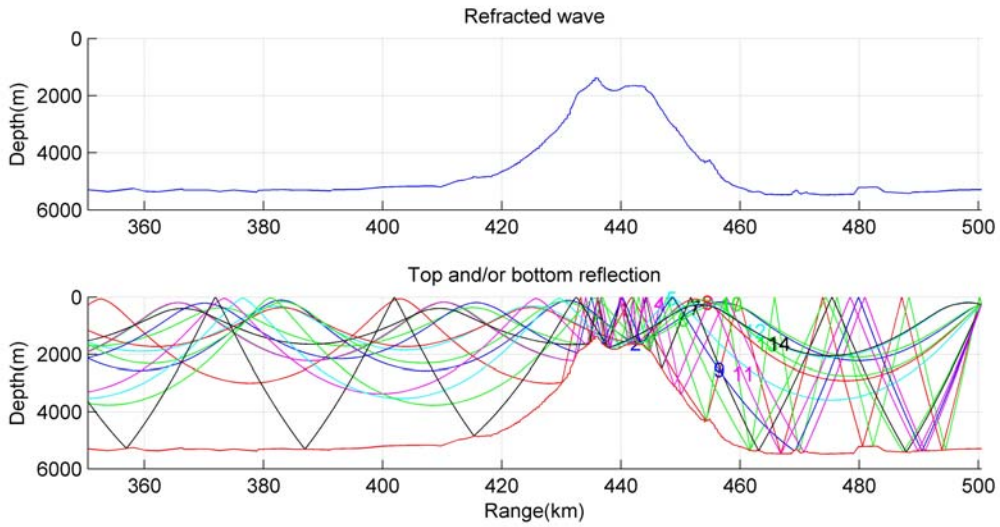 Refracted wave
0
2000
4000
6000
Depth(m)
360 380 400 420 440 460 480 500
Top and/or bottom reflection
0
2000
4000
6000
Depth(m)
2 9 11 14
360 380 400 420 440 460 480 500
Range(km)